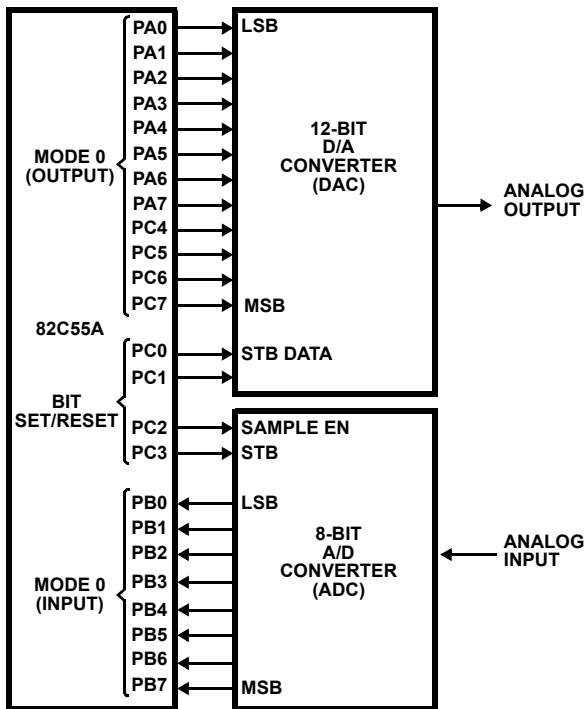 PA0
PA1
PA2
PA3
PA4
PA5
PA6
PA7
PC4
PC5
PC6
PC7
MODE 0
(OUTPUT)
82C55A
PC0
PC1
PC2
PC3
BIT
SET/RESET
PB0
PB1
PB2
PB3
PB4
PB5
PB6
PB7
MODE 0
(INPUT)
LSB
12-BIT
D/A
CONVERTER
(DAC)
MSB
STB DATA
ANALOG
OUTPUT
SAMPLE EN
STB
LSB
8-BIT
A/D
CONVERTER
(ADC)
MSB
ANALOG
INPUT